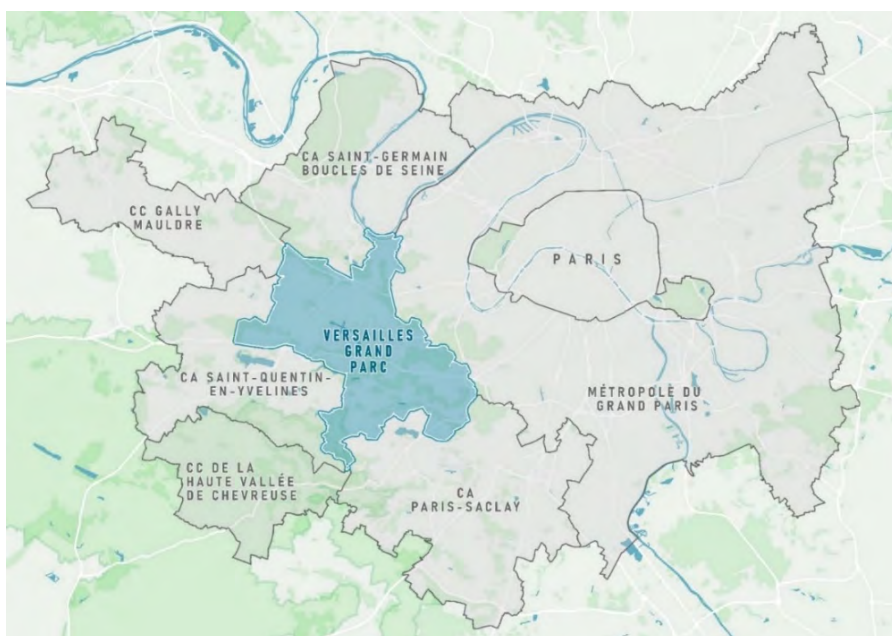 CA SAINT-GERMAIN
BOUCLES DE SEINE
CC GALLY
MAULDRE
PARIS
VERSAILLES
GRAND
PARC
CA SAINT-QUENTIN-
EN-YVELINES
MÉTROPOLE DU
GRAND PARIS
CC DE LA
HAUTE VALLÉE
DE CHEVREUSE
CA
PARIS-SACLAY